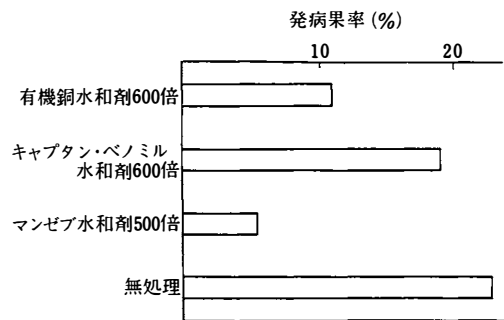 発病果率(%)
10 20
有機銅水和剤600倍
キャプタン・ベノミル
水和剤600倍
マンゼブ水和剤500倍
無処理